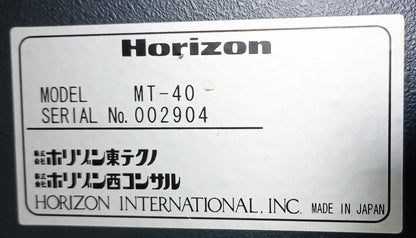 Horizon
MODEL MT-40
SERIAL No. 002904
株式会社ホリゾン東テクノ
株式会社ホリゾン西コンサル
HORIZON INTERNATIONAL, INC. MADE IN JAPAN